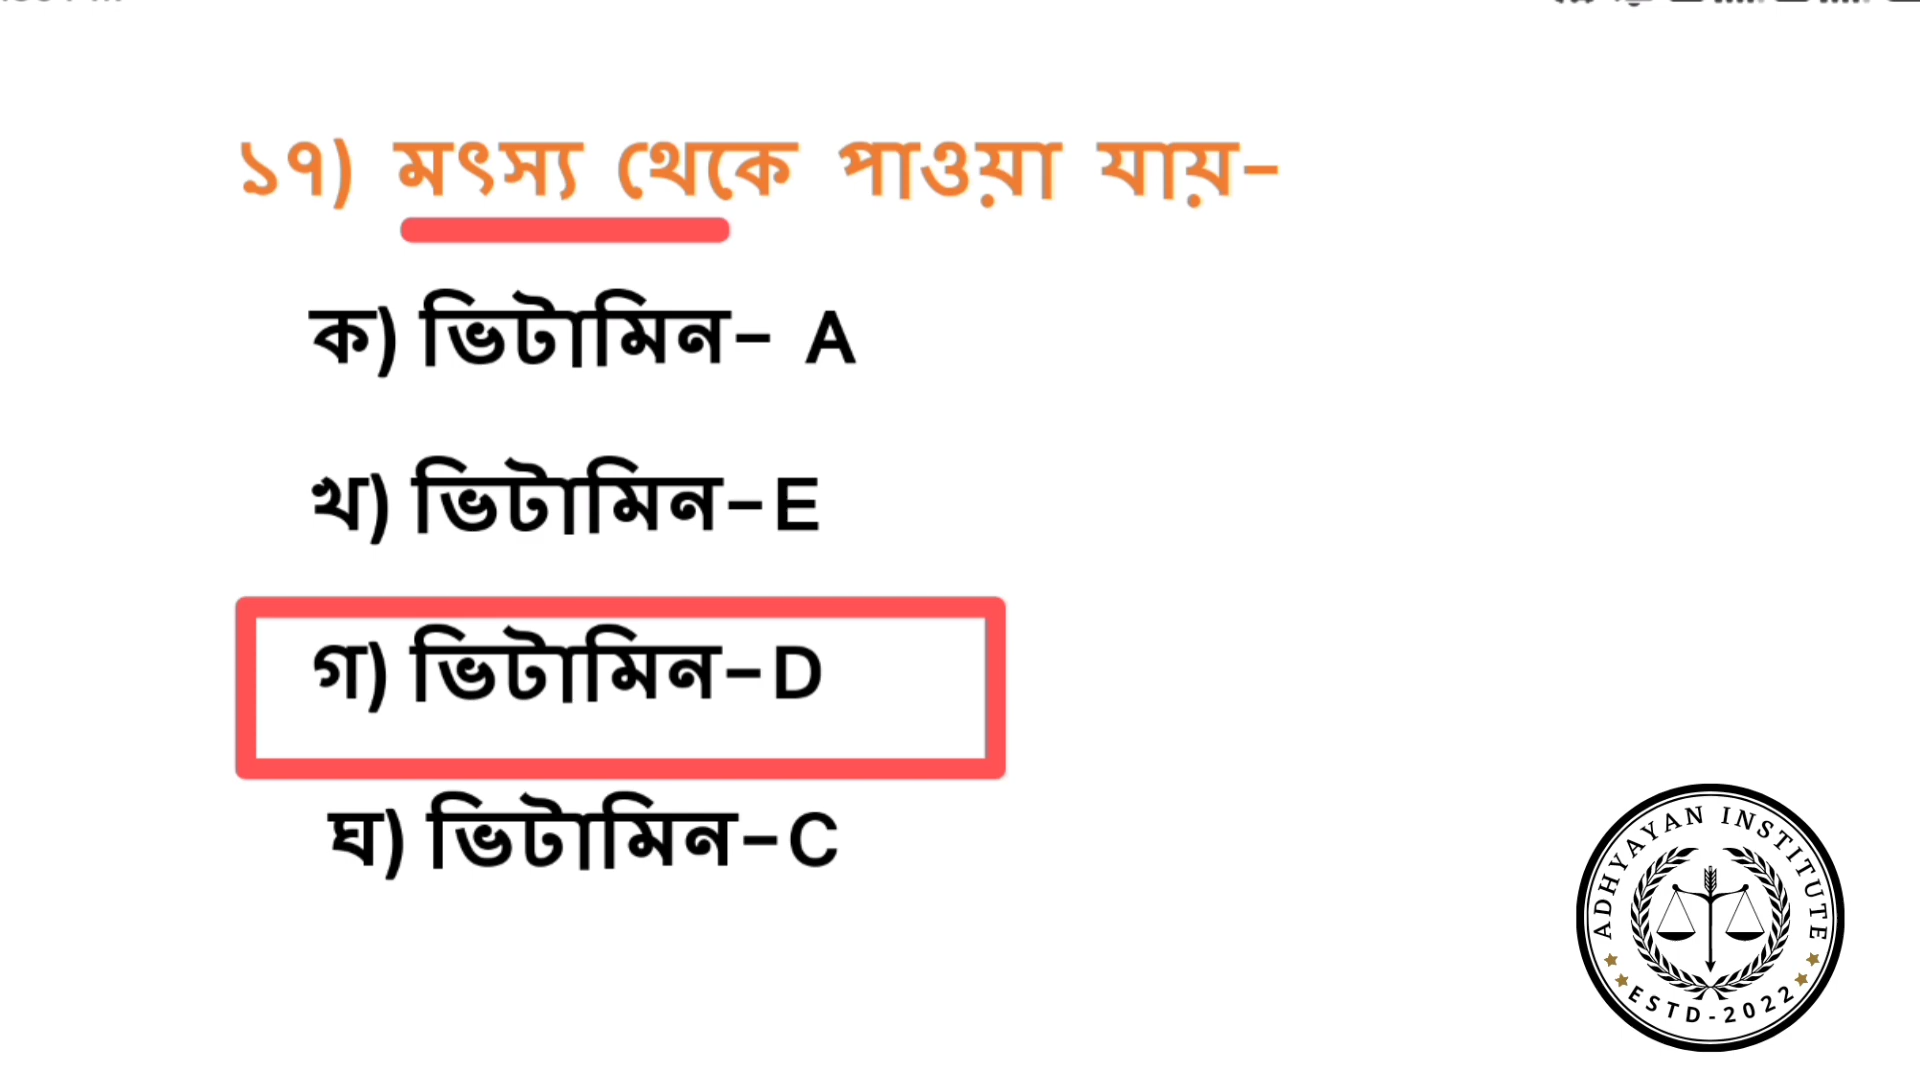 ১৭) মৎস্য থেকে পাওয়া যায়-
ক) ভিটামিন- A
খ) ভিটামিন-E
গ) ভিটামিন-D
ঘ) ভিটামিন-C
ADHYAYAN INSTITUTE
ESTD-2022